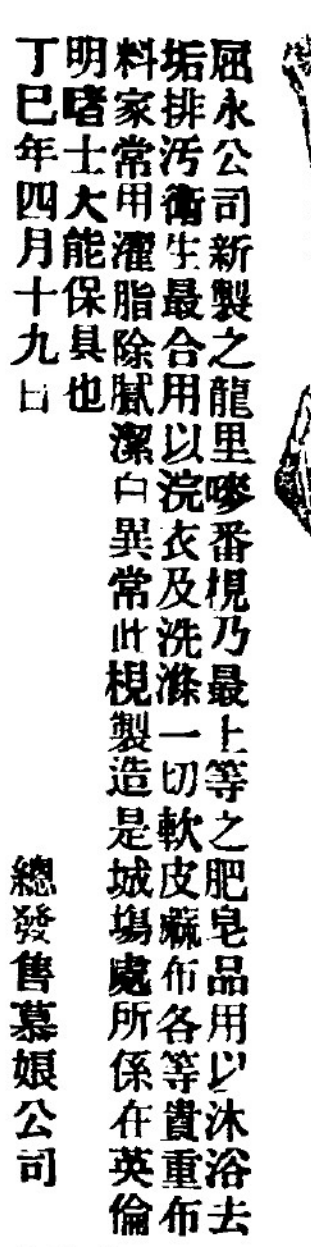 屈永公司新製之龍里嘜番梘乃最上等之肥皂品用以沐浴去
垢排污衞生最合用以浣衣及洗滌一切軟皮蔴布各等貴重布
料家常用濯脂除膩潔白異常此梘製造是城塲處所係在英倫
明啫士大能保具也
丁巳年四月十九日
總發售慕娘公司